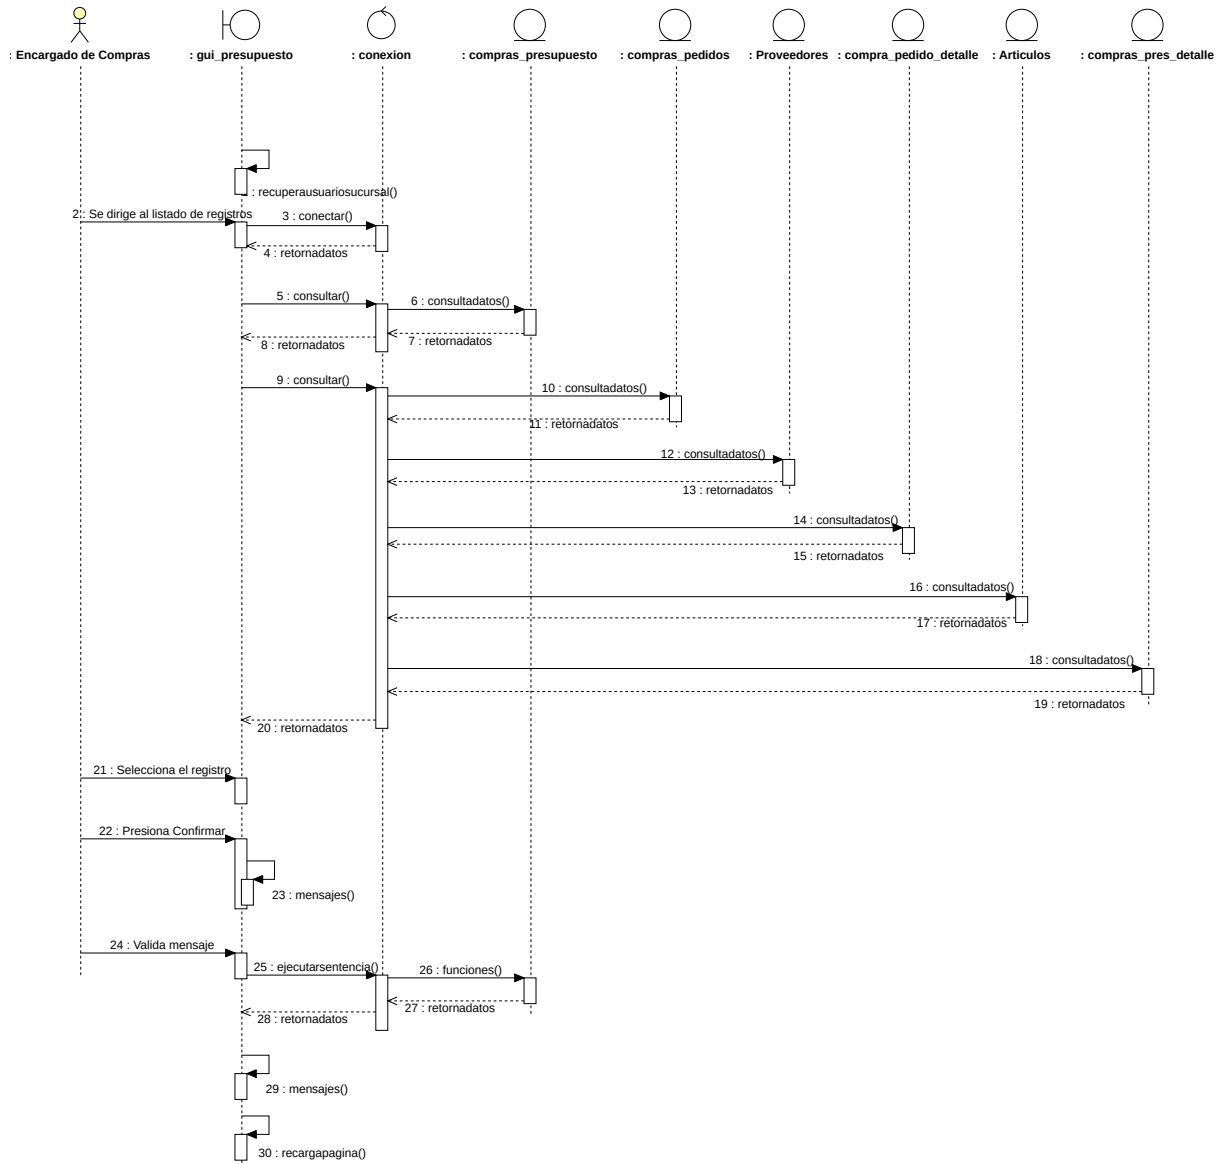 : Encargado de Compras
: gui_presupuesto
: conexion
: compras_presupuesto
: compras_pedidos
: Proveedores
: compra_pedido_detalle
: Articulos
: compras_pres_detalle
: recuperausuariosucursal()
2 : Se dirige al listado de registros
3 : conectar()
4 : retornadatos
5 : consultar()
6 : consultadatos()
7 : retornadatos
8 : retornadatos
9 : consultar()
10 : consultadatos()
11 : retornadatos
12 : consultadatos()
13 : retornadatos
14 : consultadatos()
15 : retornadatos
16 : consultadatos()
17 : retornadatos
18 : consultadatos()
19 : retornadatos
20 : retornadatos
21 : Selecciona el registro
22 : Presiona Confirmar
23 : mensajes()
24 : Valida mensaje
25 : ejecutarsentencia()
26 : funciones()
27 : retornadatos
28 : retornadatos
29 : mensajes()
30 : recargapagina()